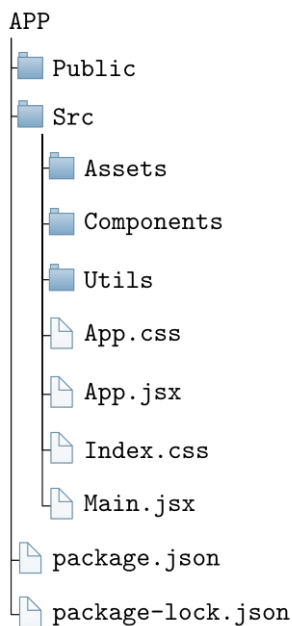 APP
Public
Src
Assets
Components
Utils
App.css
App.jsx
Index.css
Main.jsx
package.json
package-lock.json